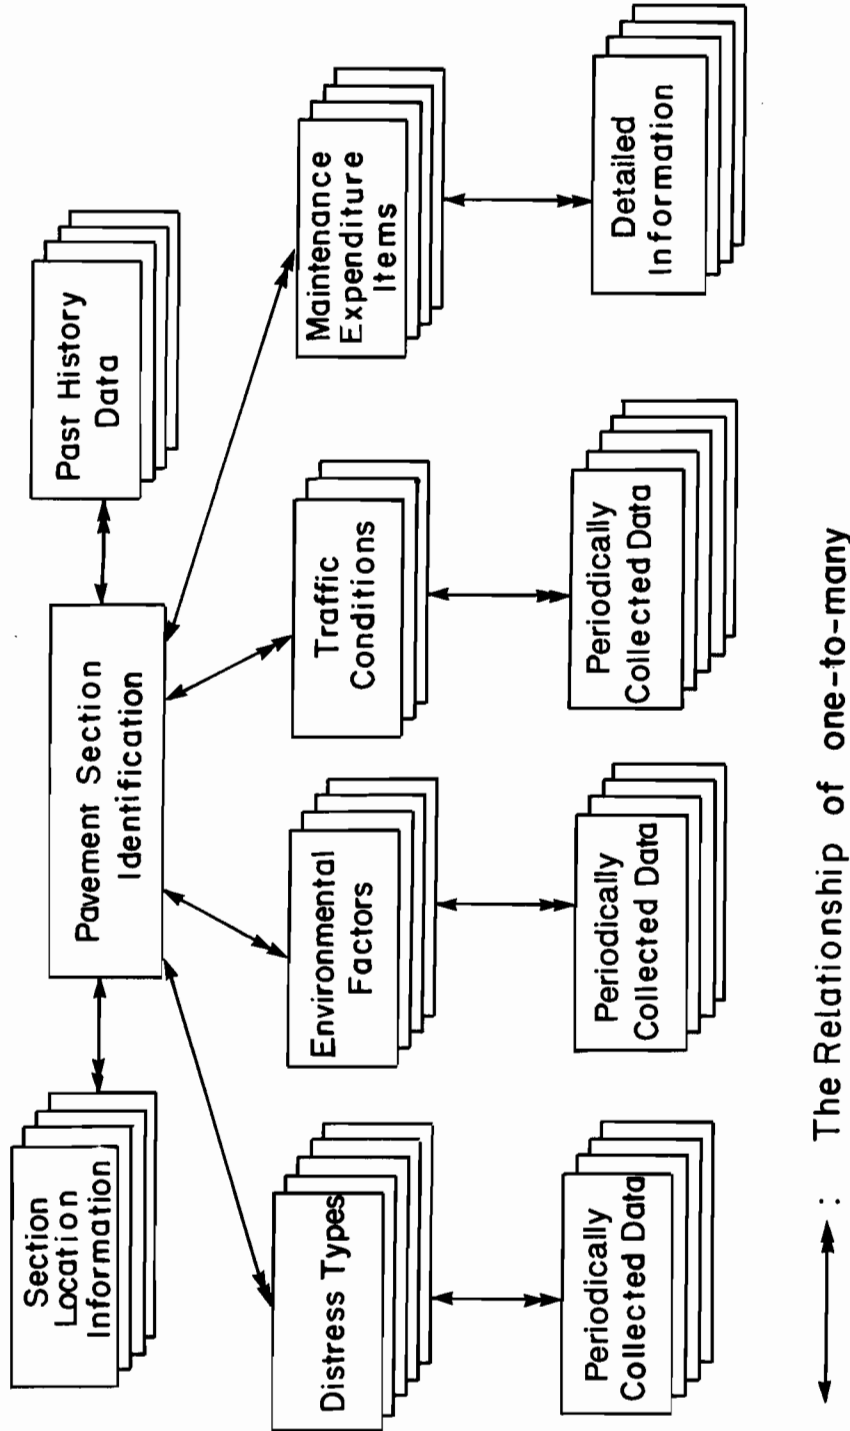 Section
Location
Information
Pavement Section
Identification
Past History
Data
Distress Types
Environmental
Factors
Traffic
Conditions
Maintenance
Expenditure
Items
Periodically
Collected Data
Periodically
Collected Data
Periodically
Collected Data
Detailed
Information
: The Relationship of one-to-many